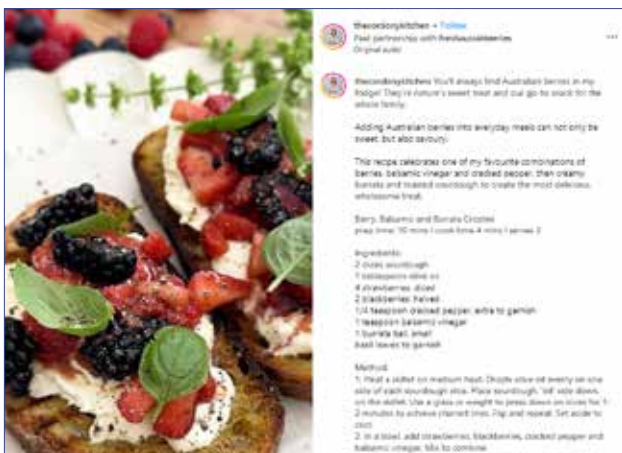 thecordonykitchen • Follow
Paid partnership with freshaussieberries
Original audio
thecordonykitchen You'll always find Australian berries in my
fridge! They're nature's sweet treat and our go-to snack for the
whole family.
Adding Australian berries into everyday meals can not only be
sweet, but also savoury.
This recipe celebrates one of my favourite combinations of
berries, balsamic vinegar and cracked pepper, then creamy
burrata and toasted sourdough to create the most delicious,
wholesome treat.
Berry, Balsamic and Burrata Crostini
prep time: 10 mins | cook time 4 mins | serves 2
Ingredients:
2 slices sourdough
1 tablespoon olive oil
4 strawberries, diced
2 blackberries, halved
1/4 teaspoon cracked pepper, extra to garnish
1 teaspoon balsamic vinegar
1 burrata ball, small
basil leaves to garnish
Method:
1. Heat a skillet on medium heat. Drizzle olive oil evenly on one
side of each sourdough slice. Place sourdough, 'oil' side down,
on the skillet. Use a glass or weight to press down on slices for 1-
2 minutes to achieve charred lines. Flip and repeat. Set aside to
cool.
2. In a bowl, add strawberries, blackberries, cracked pepper and
balsamic vinegar. Mix to combine.